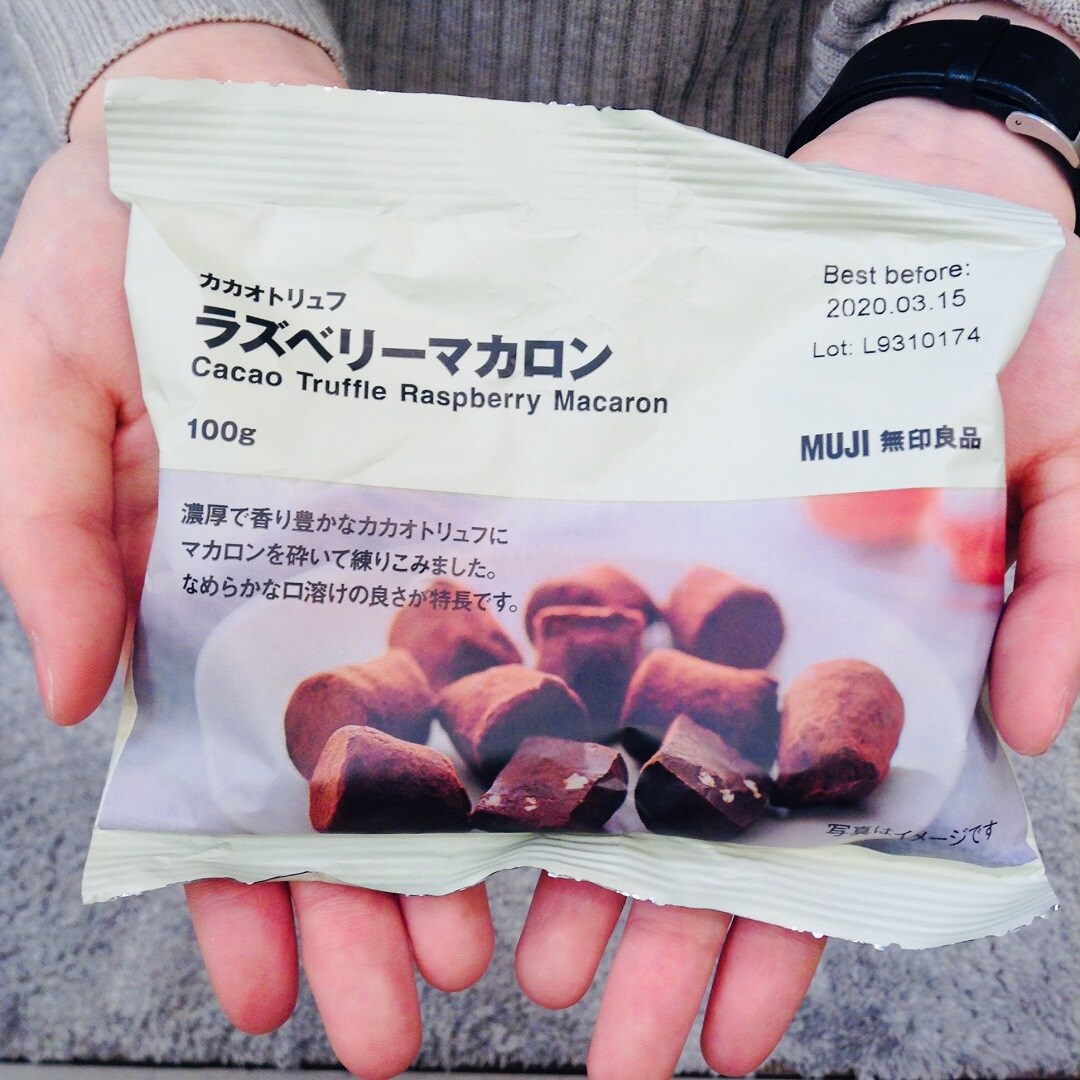 カカオトリュフ
ラズベリーマカロン
Cacao Truffle Raspberry Macaron
100g
Best before:
2020.03.15
Lot: L9310174
MUJI 無印良品
濃厚で香り豊かなカカオトリュフに
マカロンを砕いて練りこみました。
なめらかな口溶けの良さが特長です。
写真はイメージです